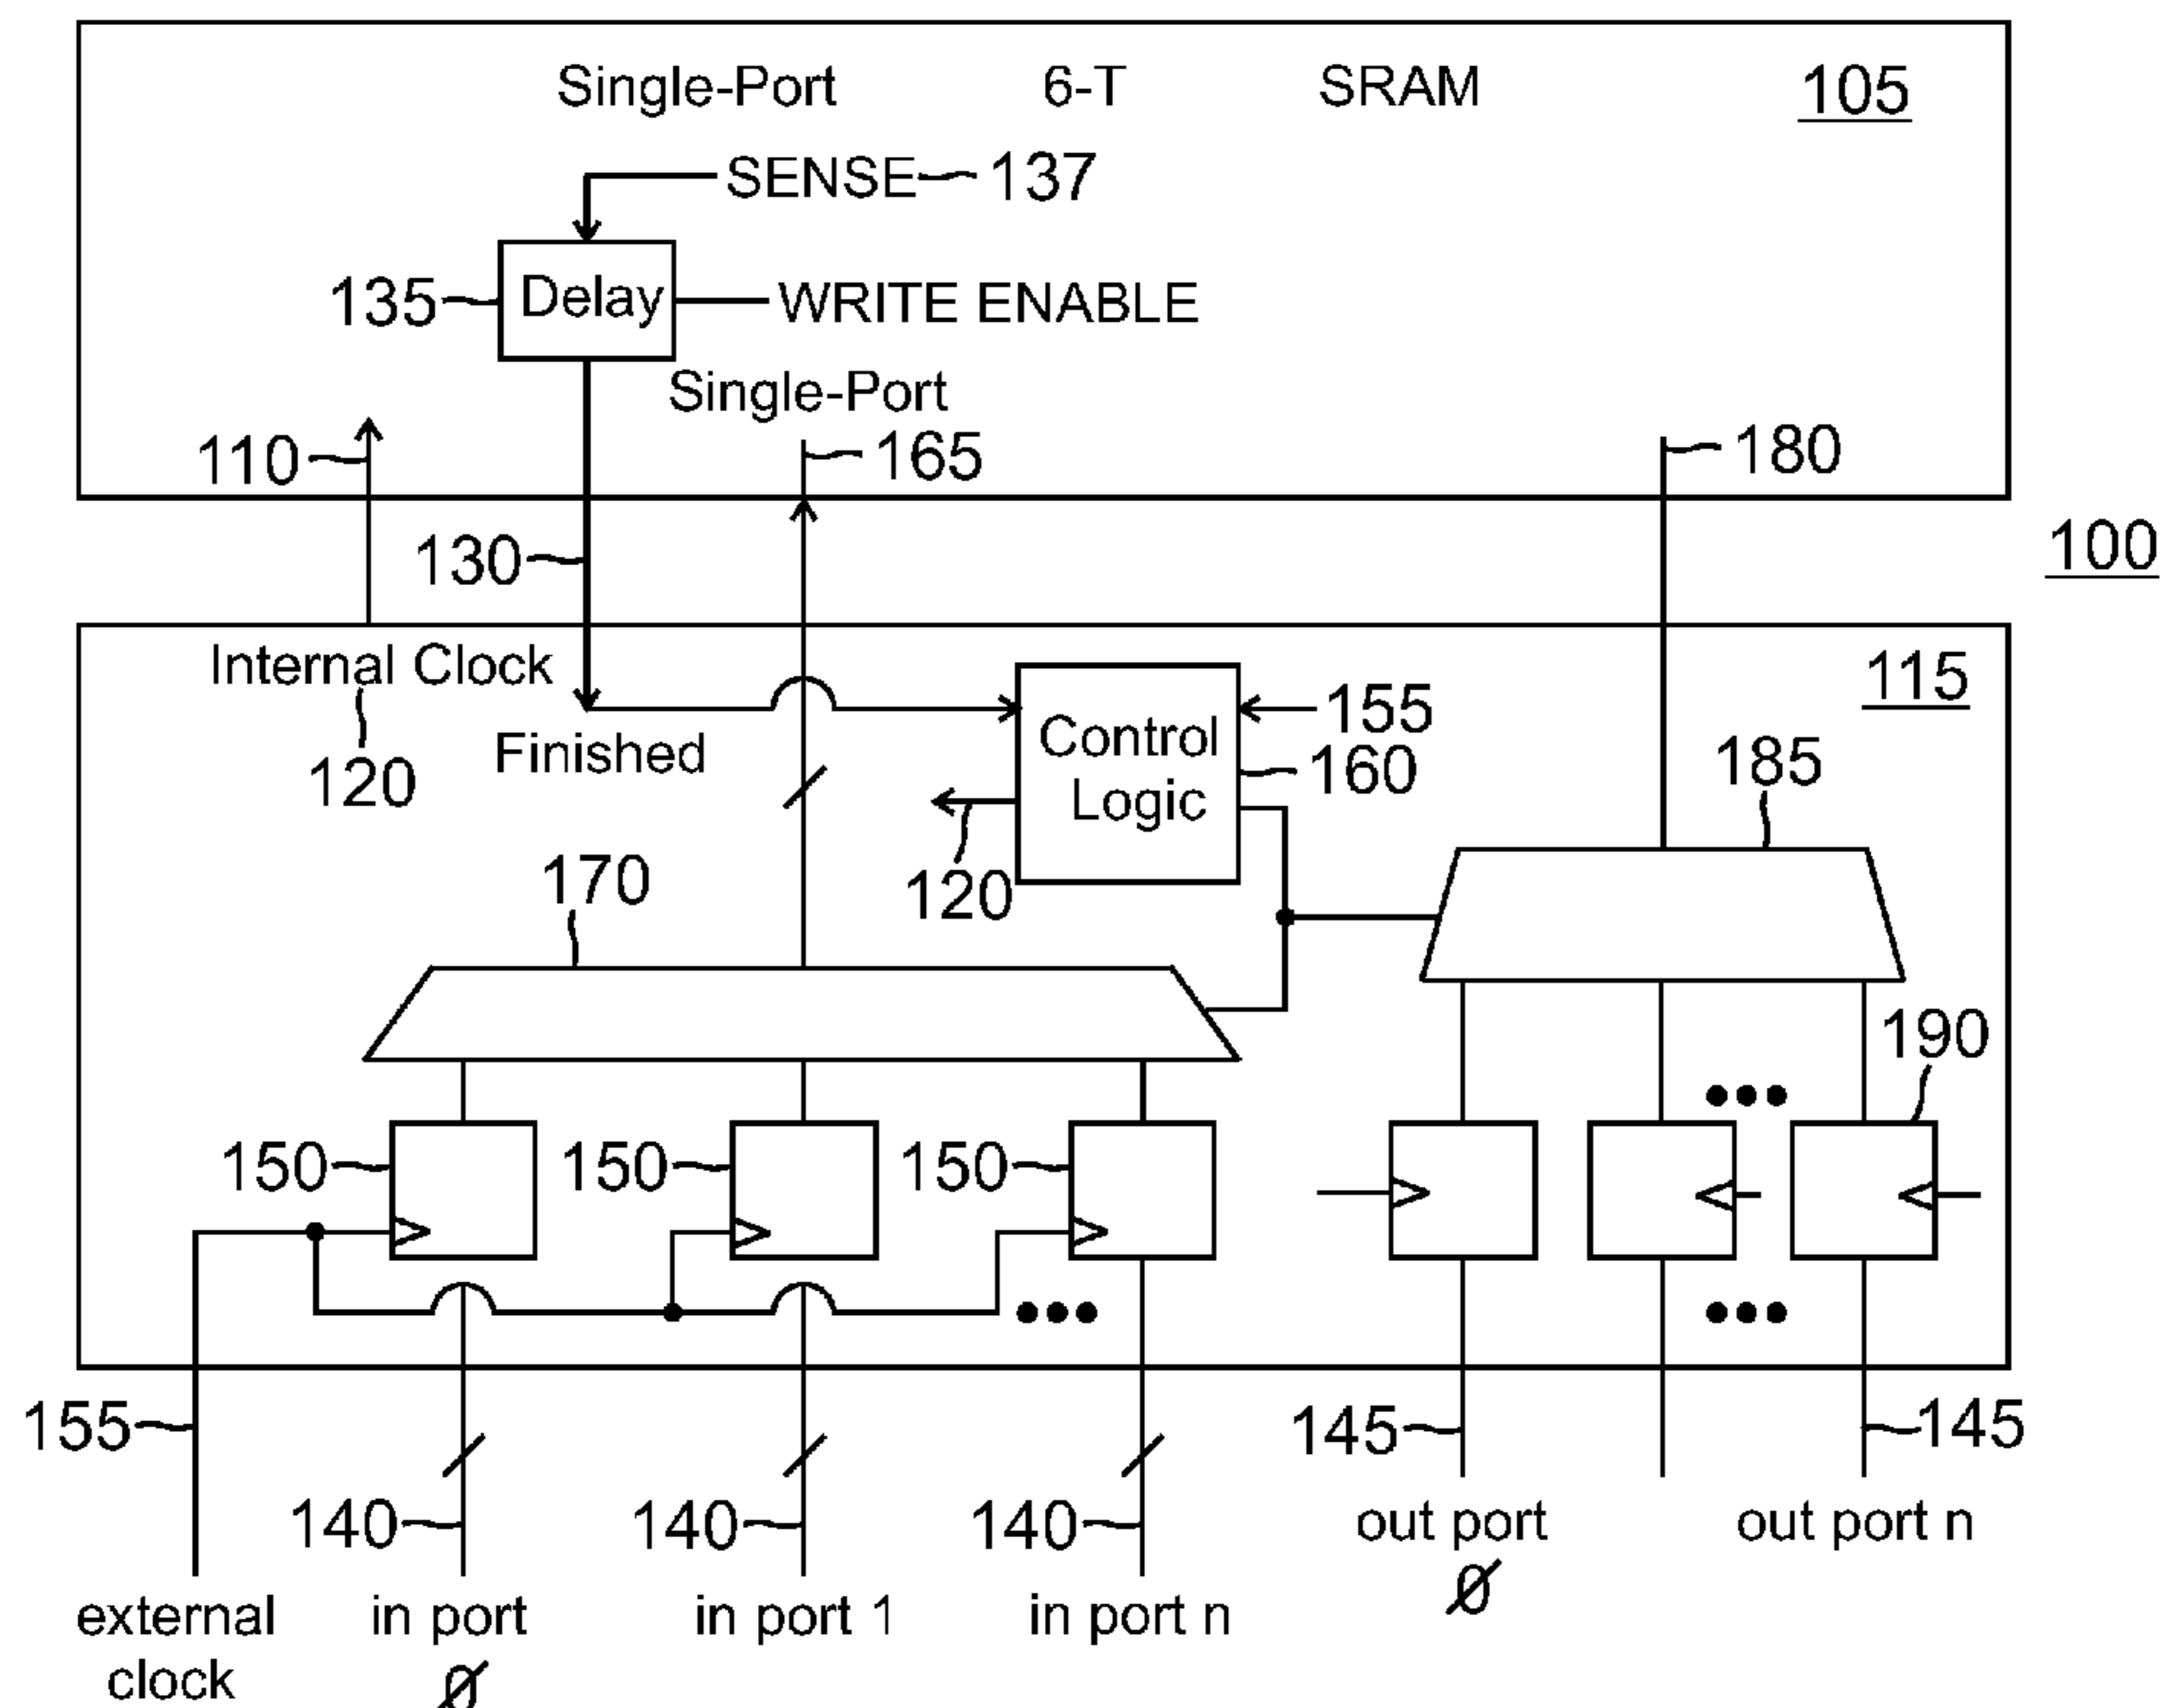 Single-Port 6-T SRAM 105
SENSE 137
135 Delay WRITE ENABLE
Single-Port
110 165 180
130 100
Internal Clock 115
120
Finished
Control Logic
155
160
120
185
170
190
150 150 150
155 145 145
140 140 140
external clock
in port Ø
in port 1
in port n
out port Ø
out port n